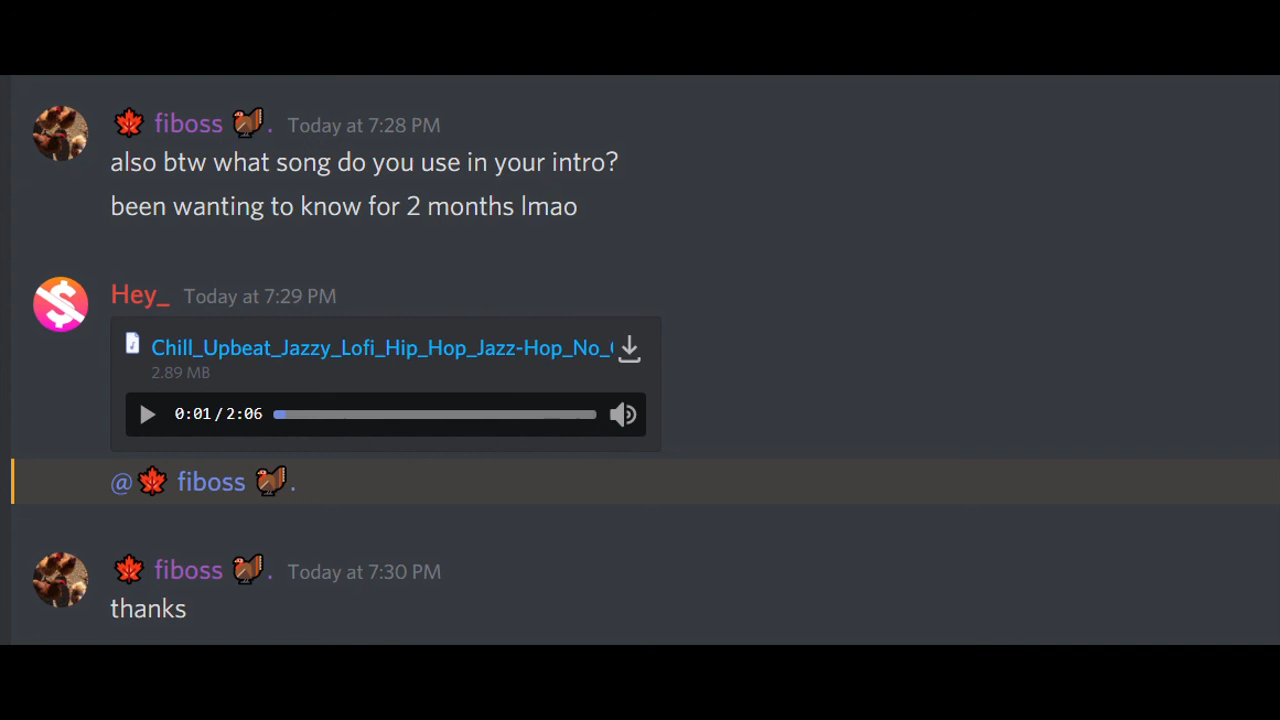 🍁 fiboss 🦃. Today at 7:28 PM
also btw what song do you use in your intro?
been wanting to know for 2 months lmao
Hey_ Today at 7:29 PM
Chill_Upbeat_Jazzy_Lofi_Hip_Hop_Jazz-Hop_No_
2.89 MB
0:01 / 2:06
@🍁 fiboss 🦃.
🍁 fiboss 🦃. Today at 7:30 PM
thanks